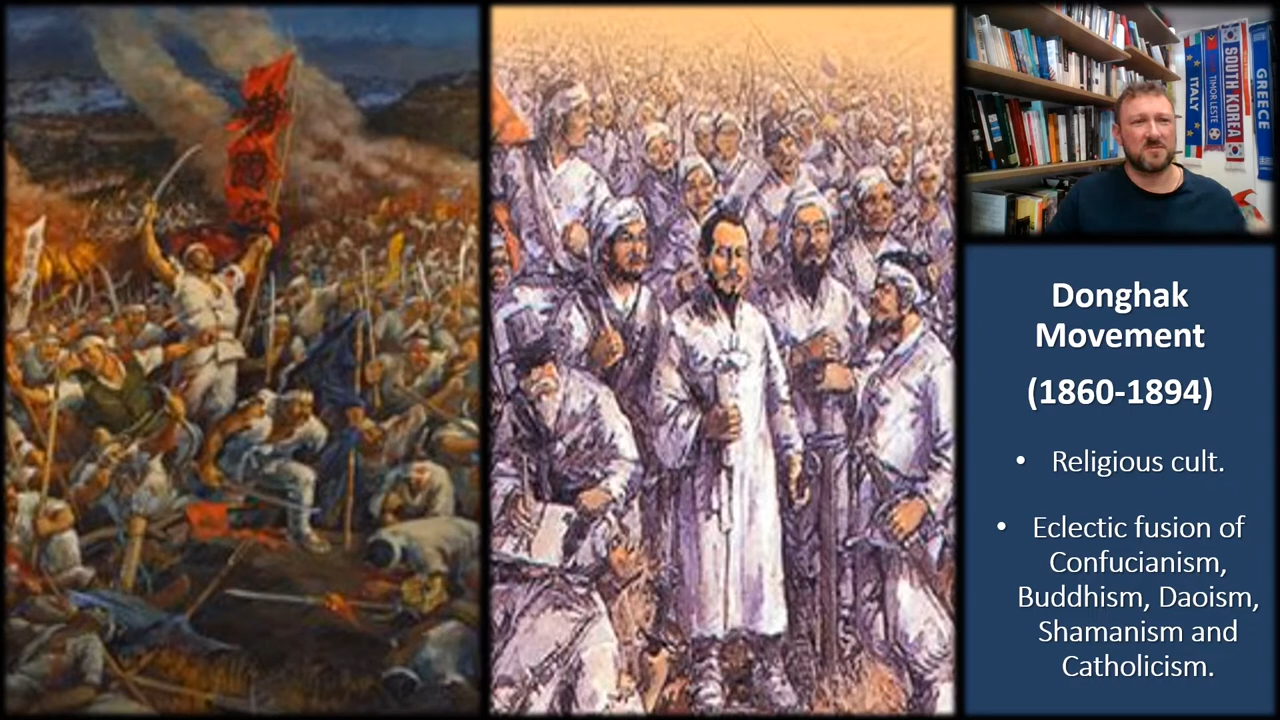 ITALY
TIMOR LESTE
SOUTH KOREA
GREECE
Donghak
Movement
(1860-1894)
• Religious cult.
• Eclectic fusion of
Confucianism,
Buddhism, Daoism,
Shamanism and
Catholicism.